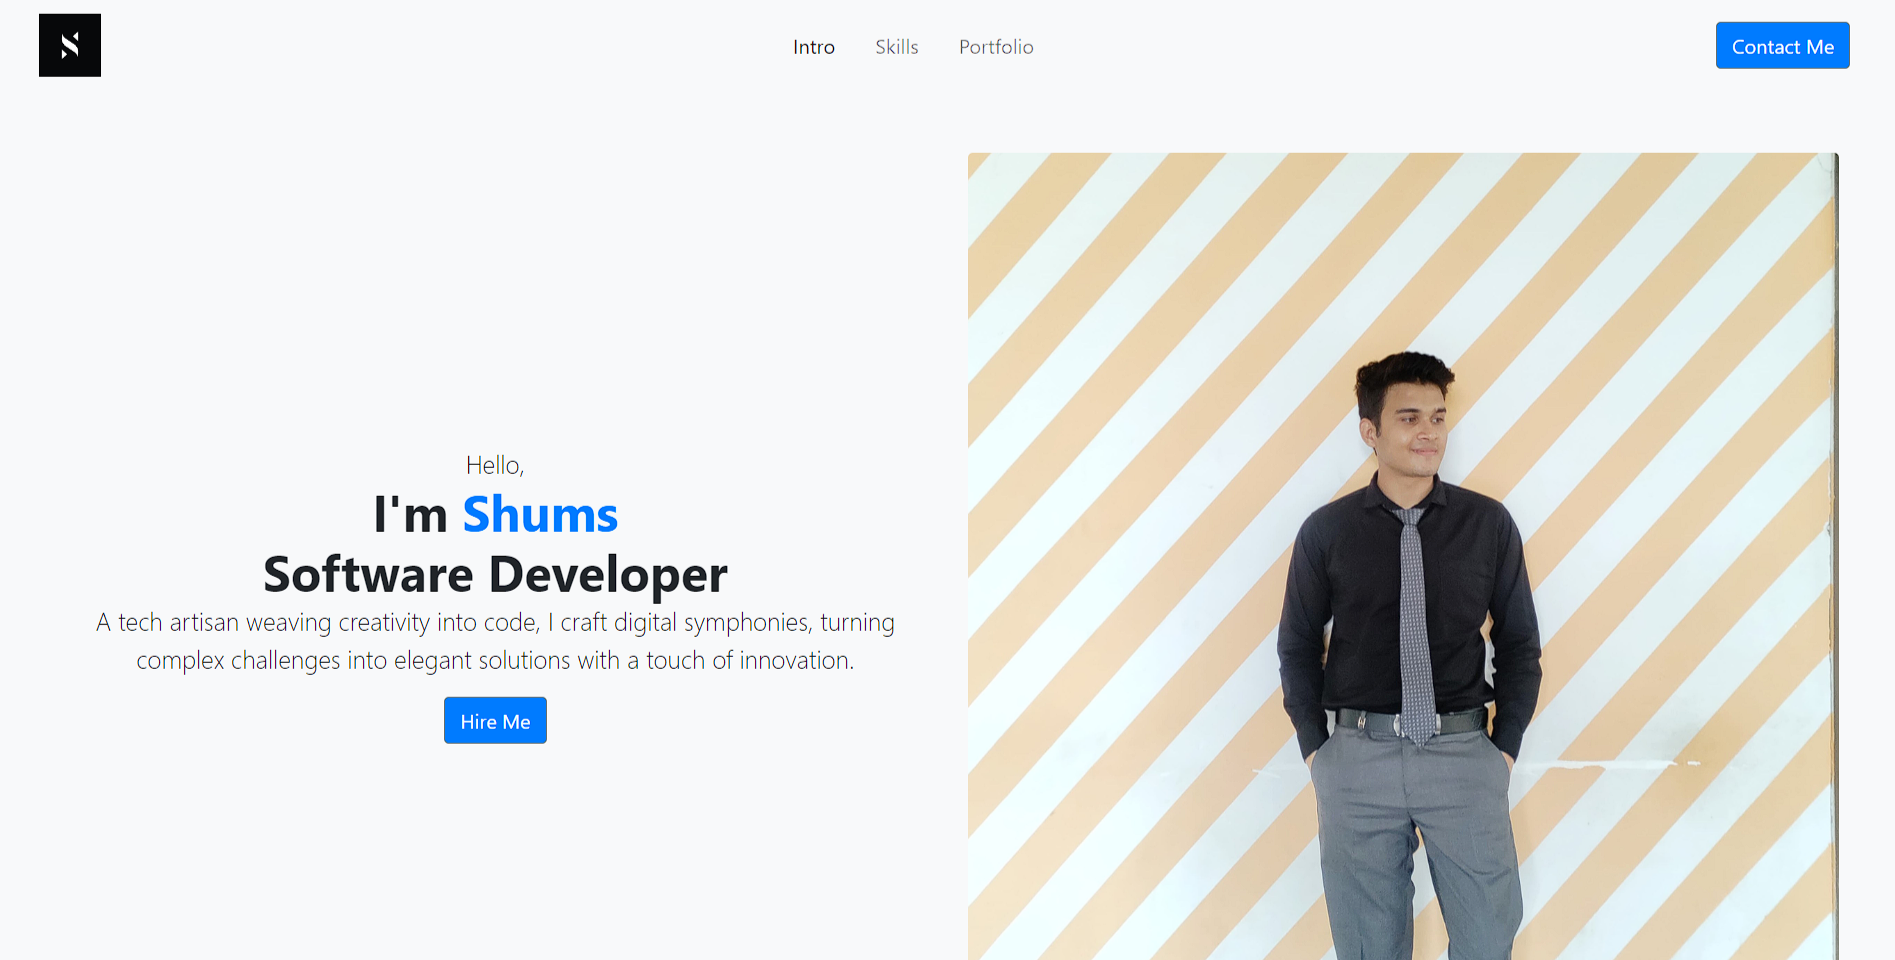 Intro
Skills
Portfolio
Contact Me
Hello,
I'm Shums
Software Developer
A tech artisan weaving creativity into code, I craft digital symphonies, turning
complex challenges into elegant solutions with a touch of innovation.
Hire Me